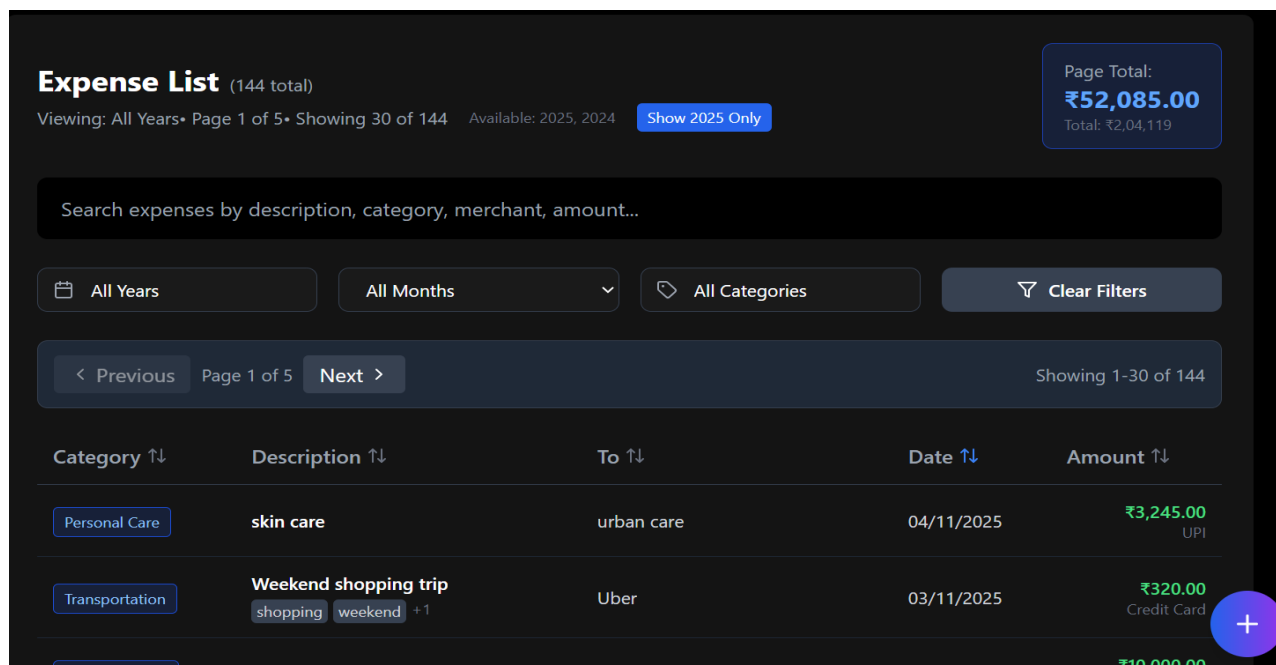 Expense List (144 total)
Viewing: All Years• Page 1 of 5• Showing 30 of 144 Available: 2025, 2024 Show 2025 Only
Page Total:
₹52,085.00
Total: ₹2,04,119
Search expenses by description, category, merchant, amount...
All Years All Months All Categories Clear Filters
Previous Page 1 of 5 Next Showing 1-30 of 144
Category Description To Date Amount
Personal Care skin care urban care 04/11/2025 ₹3,245.00
UPI
Transportation Weekend shopping trip Uber 03/11/2025 ₹320.00
shopping weekend +1 Credit Card
₹10,000.00